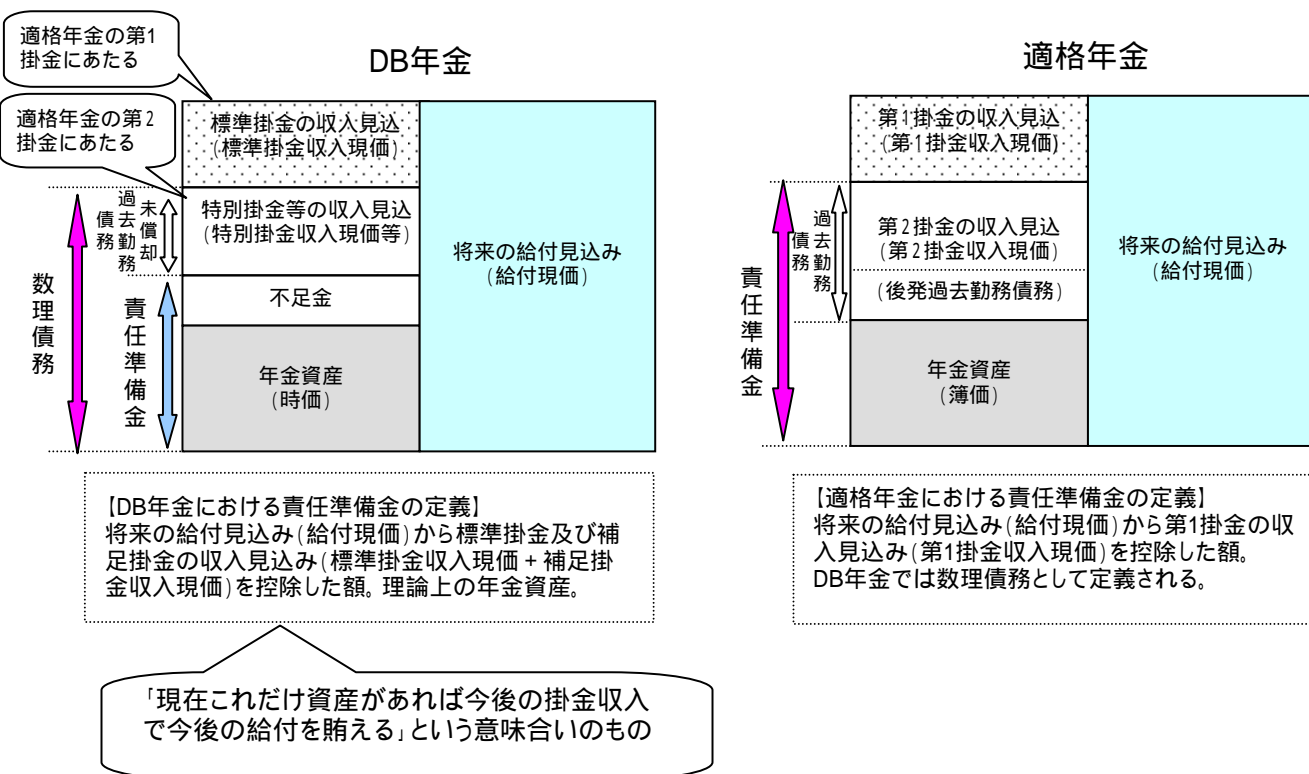 適格年金の第1
掛金にあたる
DB年金
適格年金の第2
掛金にあたる
標準掛金の収入見込
(標準掛金収入現価)
特別掛金等の収入見込
(特別掛金収入現価等)
不足金
年金資産
(時価)
将来の給付見込み
(給付現価)
未償却
過去勤務
債務
数理債務
責任準備金
【DB年金における責任準備金の定義】
将来の給付見込み(給付現価)から標準掛金及び補
足掛金の収入見込み(標準掛金収入現価+補足掛
金収入現価)を控除した額。理論上の年金資産。
「現在これだけ資産があれば今後の掛金収入
で今後の給付を賄える」という意味合いのもの
適格年金
第1掛金の収入見込
(第1掛金収入現価)
第2掛金の収入見込
(第2掛金収入現価)
(後発過去勤務債務)
年金資産
(簿価)
将来の給付見込み
(給付現価)
過去勤務
債務
責任準備金
【適格年金における責任準備金の定義】
将来の給付見込み(給付現価)から第1掛金の収
入見込み(第1掛金収入現価)を控除した額。
DB年金では数理債務として定義される。